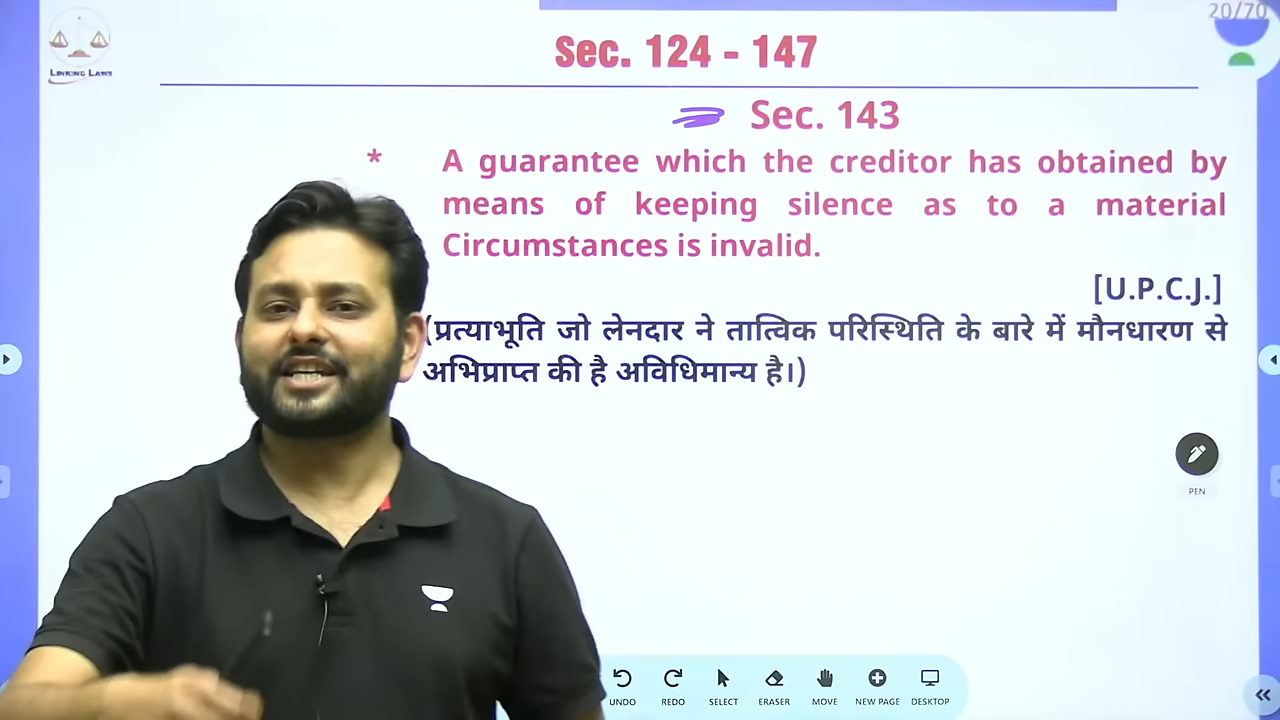 20/70
LINKING LAWS
Sec. 124 - 147
Sec. 143
* A guarantee which the creditor has obtained by
means of keeping silence as to a material
Circumstances is invalid.
[U.P.C.J.]
(प्रत्याभूति जो लेनदार ने तात्विक परिस्थिति के बारे में मौनधारण से
अभिप्राप्त की है अविधिमान्य है।)
PEN
UNDO REDO SELECT ERASER MOVE NEW PAGE DESKTOP